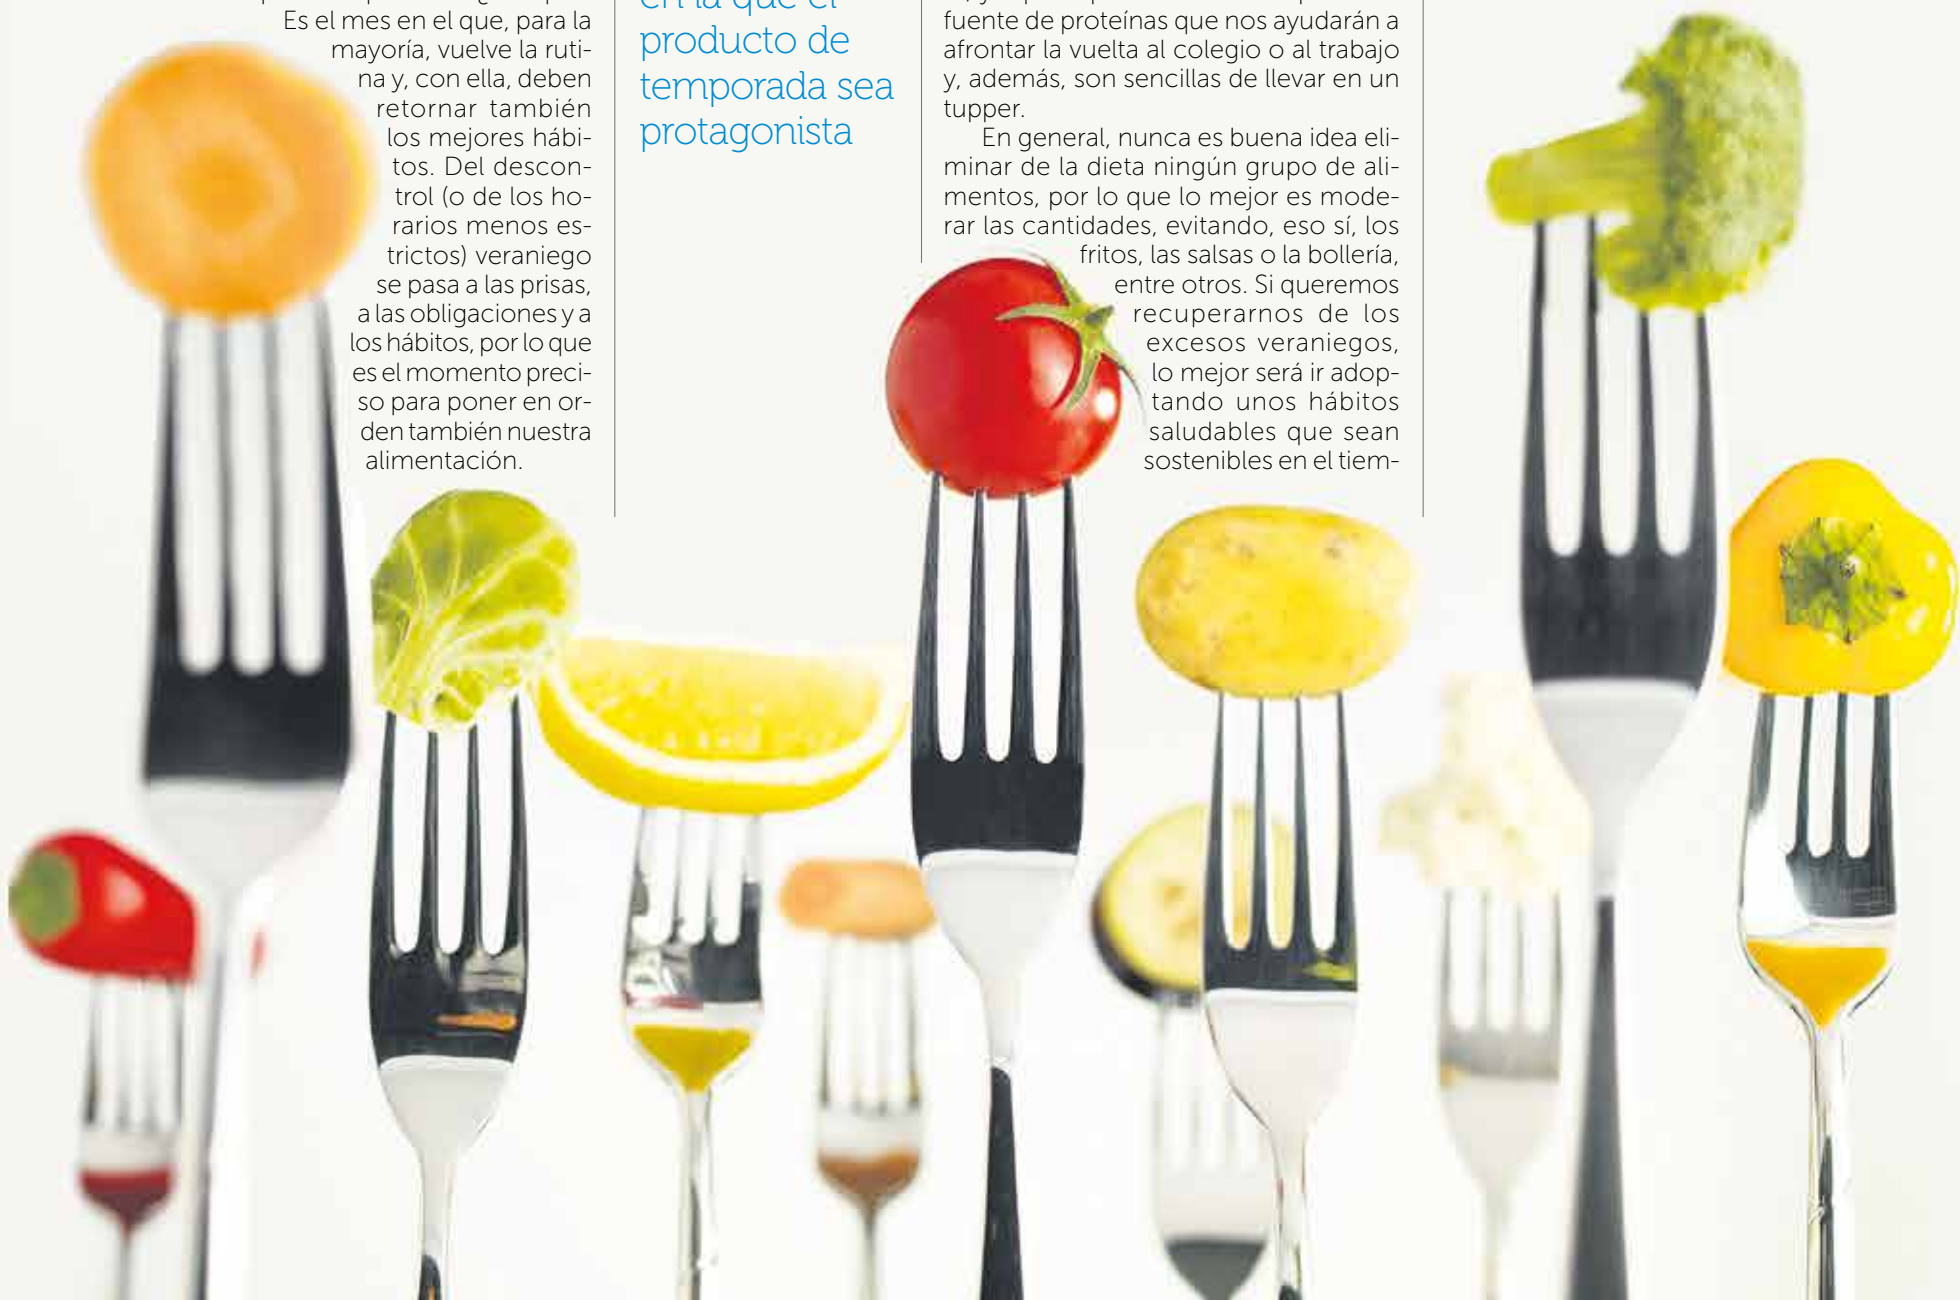 Es el mes en el que, para la
mayoría, vuelve la ruti-
na y, con ella, deben
retornar también
los mejores hábi-
tos. Del descon-
trol (o de los ho-
rarios menos es-
trictos) veraniego
se pasa a las prisas,
a las obligaciones y a
los hábitos, por lo que
es el momento preci-
so para poner en or-
den también nuestra
alimentación.
en la que el
producto de
temporada sea
protagonista
fuente de proteínas que nos ayudarán a
afrontar la vuelta al colegio o al trabajo
y, además, son sencillas de llevar en un
tupper.
En general, nunca es buena idea eli-
minar de la dieta ningún grupo de ali-
mentos, por lo que lo mejor es mode-
rar las cantidades, evitando, eso sí, los
fritos, las salsas o la bollería,
entre otros. Si queremos
recuperarnos de los
excesos veraniegos,
lo mejor será ir adop-
tando unos hábitos
saludables que sean
sostenibles en el tiem-